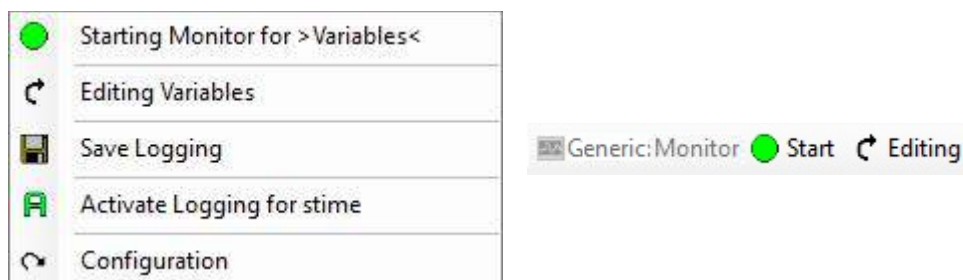 Starting Monitor for >Variables<
Editing Variables
Save Logging
Activate Logging for stime
Configuration
Generic:Monitor Start Editing